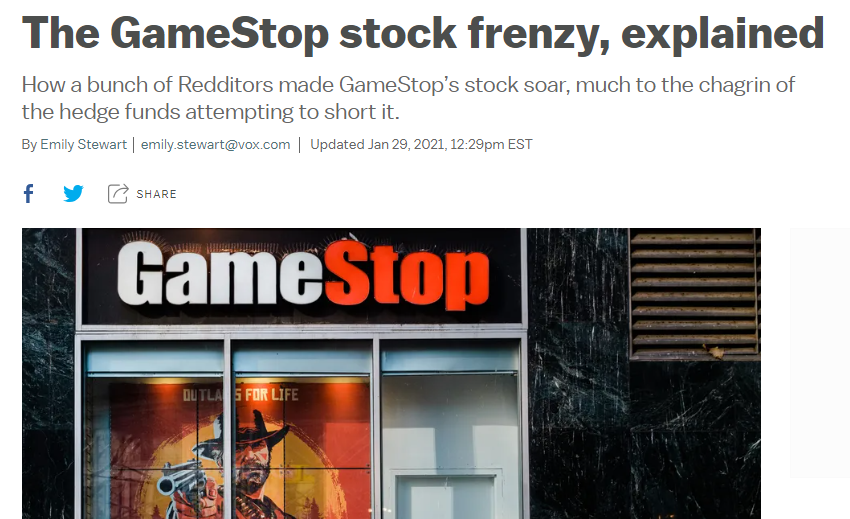 The GameStop stock frenzy, explained
How a bunch of Redditors made GameStop’s stock soar, much to the chagrin of
the hedge funds attempting to short it.
By Emily Stewart | emily.stewart@vox.com | Updated Jan 29, 2021, 12:29pm EST
SHARE
GameStop
OUTLAWS FOR LIFE